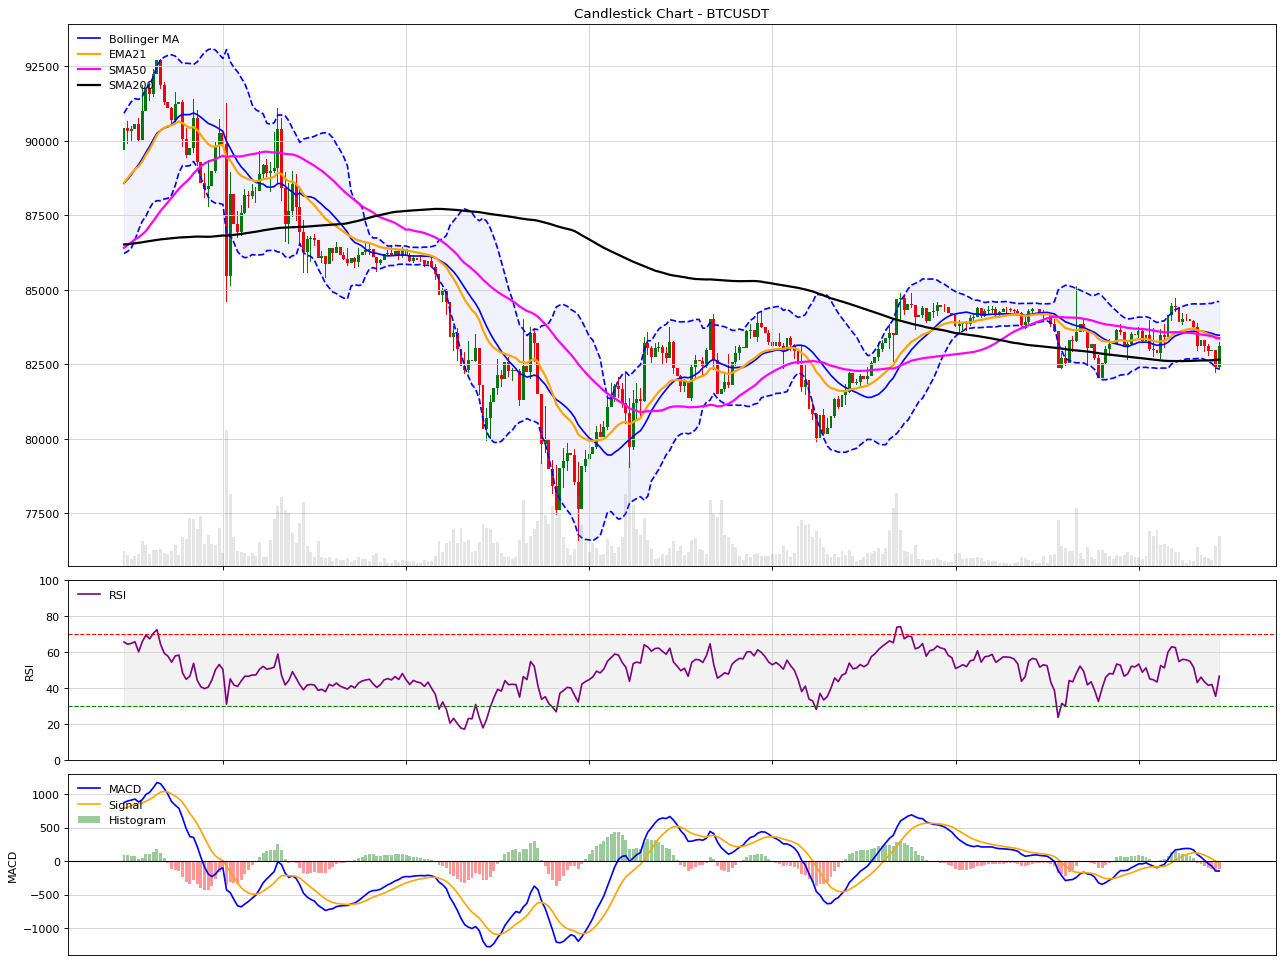 Candlestick Chart - BTCUSDT
Bollinger MA
EMA21
SMA50
SMA200
92500
90000
87500
85000
82500
80000
77500
RSI
100
80
60
40
20
0
RSI
MACD
Signal
Histogram
1000
500
0
−500
−1000
MACD